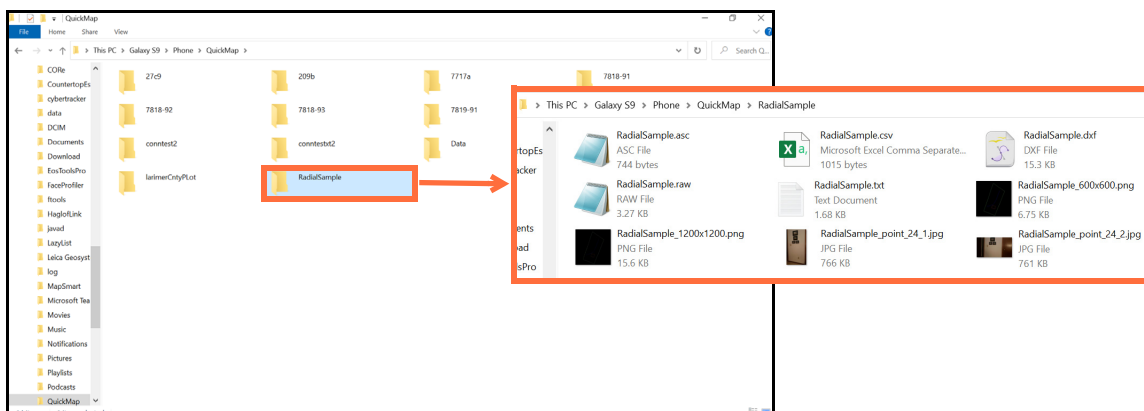 QuickMap
File Home Share View
This PC > Galaxy S9 > Phone > QuickMap >
Search Q...
CORe
CountertopEs
cybertracker
data
DCIM
Documents
Download
EosToolsPro
FaceProfiler
ftools
HaglofLink
javad
LazyList
Leica Geosyst
log
MapSmart
Microsoft Tea
Movies
Music
Notifications
Pictures
Playlists
Podcasts
QuickMap
27c9 209b 7717a 7818-91
7818-92 7818-93 7819-91
conntest2 conntestxt2 Data
larimerCntyPLot RadialSample
This PC > Galaxy S9 > Phone > QuickMap > RadialSample
rtopEs
acker
ents
ad
lsPro
RadialSample.asc
ASC File
744 bytes
RadialSample.csv
Microsoft Excel Comma Separate...
1015 bytes
RadialSample.dxf
DXF File
15.3 KB
RadialSample.raw
RAW File
3.27 KB
RadialSample.txt
Text Document
1.68 KB
RadialSample_600x600.png
PNG File
6.75 KB
RadialSample_1200x1200.png
PNG File
15.6 KB
RadialSample_point_24_1.jpg
JPG File
766 KB
RadialSample_point_24_2.jpg
JPG File
761 KB